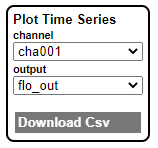 Plot Time Series
channel
cha001
output
flo_out
Download Csv